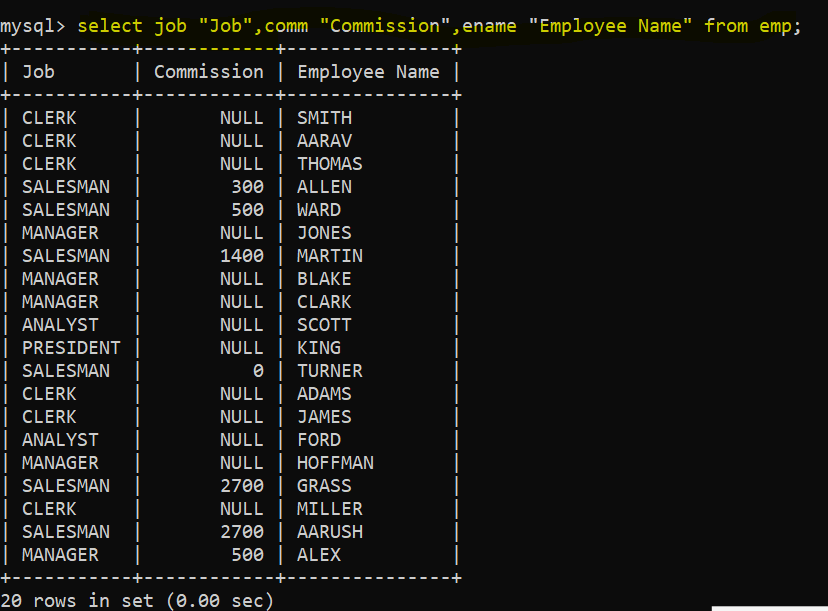 mysql> select job "Job",comm "Commission",ename "Employee Name" from emp;
+-----------+------------+---------------+
| Job       | Commission | Employee Name |
+-----------+------------+---------------+
| CLERK     |       NULL | SMITH         |
| CLERK     |       NULL | AARAV         |
| CLERK     |       NULL | THOMAS        |
| SALESMAN  |        300 | ALLEN         |
| SALESMAN  |        500 | WARD          |
| MANAGER   |       NULL | JONES         |
| SALESMAN  |       1400 | MARTIN        |
| MANAGER   |       NULL | BLAKE         |
| MANAGER   |       NULL | CLARK         |
| ANALYST   |       NULL | SCOTT         |
| PRESIDENT |       NULL | KING          |
| SALESMAN  |          0 | TURNER        |
| CLERK     |       NULL | ADAMS         |
| CLERK     |       NULL | JAMES         |
| ANALYST   |       NULL | FORD          |
| MANAGER   |       NULL | HOFFMAN       |
| SALESMAN  |       2700 | GRASS         |
| CLERK     |       NULL | MILLER        |
| SALESMAN  |       2700 | AARUSH        |
| MANAGER   |        500 | ALEX          |
+-----------+------------+---------------+
20 rows in set (0.00 sec)